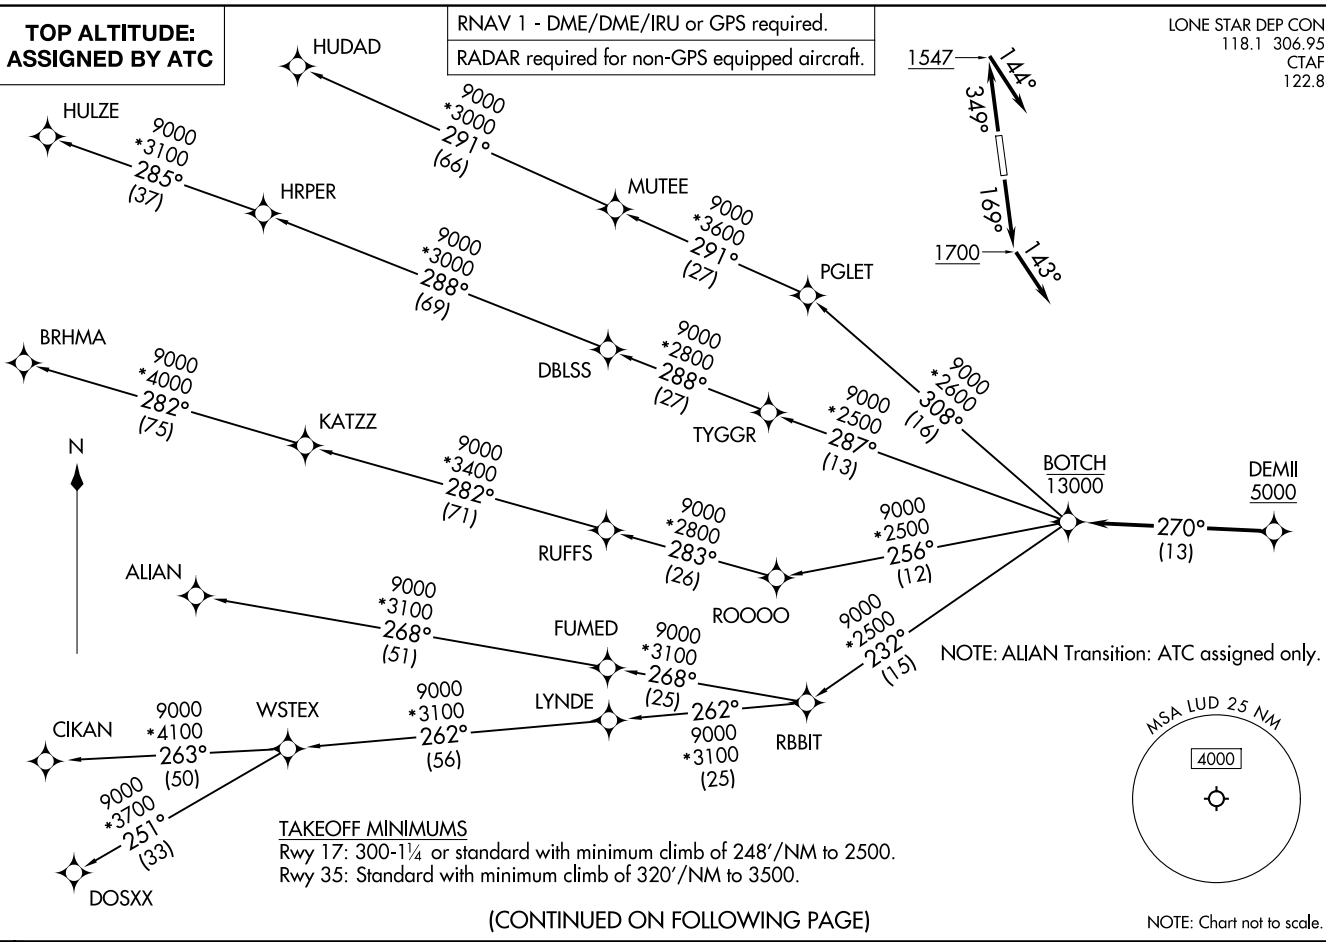 TOP ALTITUDE:
ASSIGNED BY ATC
RNAV 1 - DME/DME/IRU or GPS required.
RADAR required for non-GPS equipped aircraft.
LONE STAR DEP CON
118.1 306.95
CTAF
122.8
1547
144°
349°
169°
1700
143°
HUDAD
9000
*3000
291°
(66)
HULZE
9000
*3100
285°
(37)
HRPER
MUTEE
9000
*3600
291°
(27)
PGLET
9000
*3000
288°
(69)
BRHMA
9000
*4000
282°
(75)
DBLSS
9000
*2800
288°
(27)
TYGGR
9000
*2500
287°
(13)
9000
*2600
308°
(16)
KATZZ
9000
*3400
282°
(71)
BOTCH
13000
DEMII
5000
270°
(13)
N
RUFFS
9000
*2800
283°
(26)
ROOOO
9000
*2500
256°
(12)
ALIAN
9000
*3100
268°
(51)
FUMED
9000
*3100
268°
(25)
9000
*2500
232°
(15)
NOTE: ALIAN Transition: ATC assigned only.
CIKAN
9000
*4100
263°
(50)
WSTEX
9000
*3100
262°
(56)
LYNDE
262°
9000
*3100
(25)
RBBIT
MSA LUD 25 NM
4000
9000
*3700
251°
(33)
DOSXX
TAKEOFF MINIMUMS
Rwy 17: 300-1¼ or standard with minimum climb of 248'/NM to 2500.
Rwy 35: Standard with minimum climb of 320'/NM to 3500.
(CONTINUED ON FOLLOWING PAGE)
NOTE: Chart not to scale.